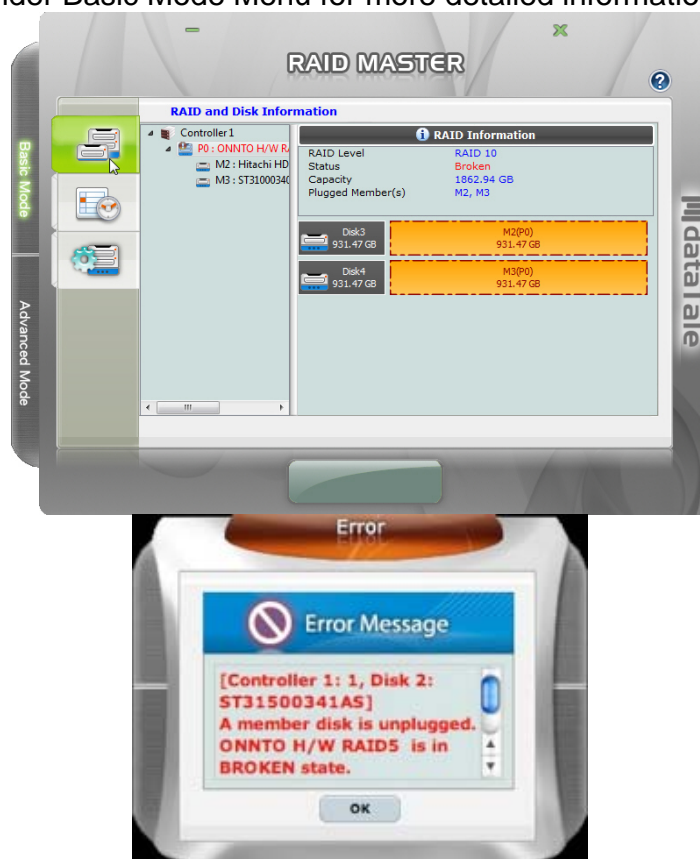 nder Basic Mode Menu for more detailed informatio
RAID MASTER
?
Basic Mode
Advanced Mode
RAID and Disk Information
Controller 1
P0 : ONNTO H/W R
M2 : Hitachi HD
M3 : ST3100034
RAID Information
RAID Level RAID 10
Status Broken
Capacity 1862.94 GB
Plugged Member(s) M2, M3
Disk3 M2(P0)
931.47 GB 931.47 GB
Disk4 M3(P0)
931.47 GB 931.47 GB
datatale
Error
Error Message
[Controller 1: 1, Disk 2:
ST31500341AS]
A member disk is unplugged.
ONNTO H/W RAID5 is in
BROKEN state.
OK